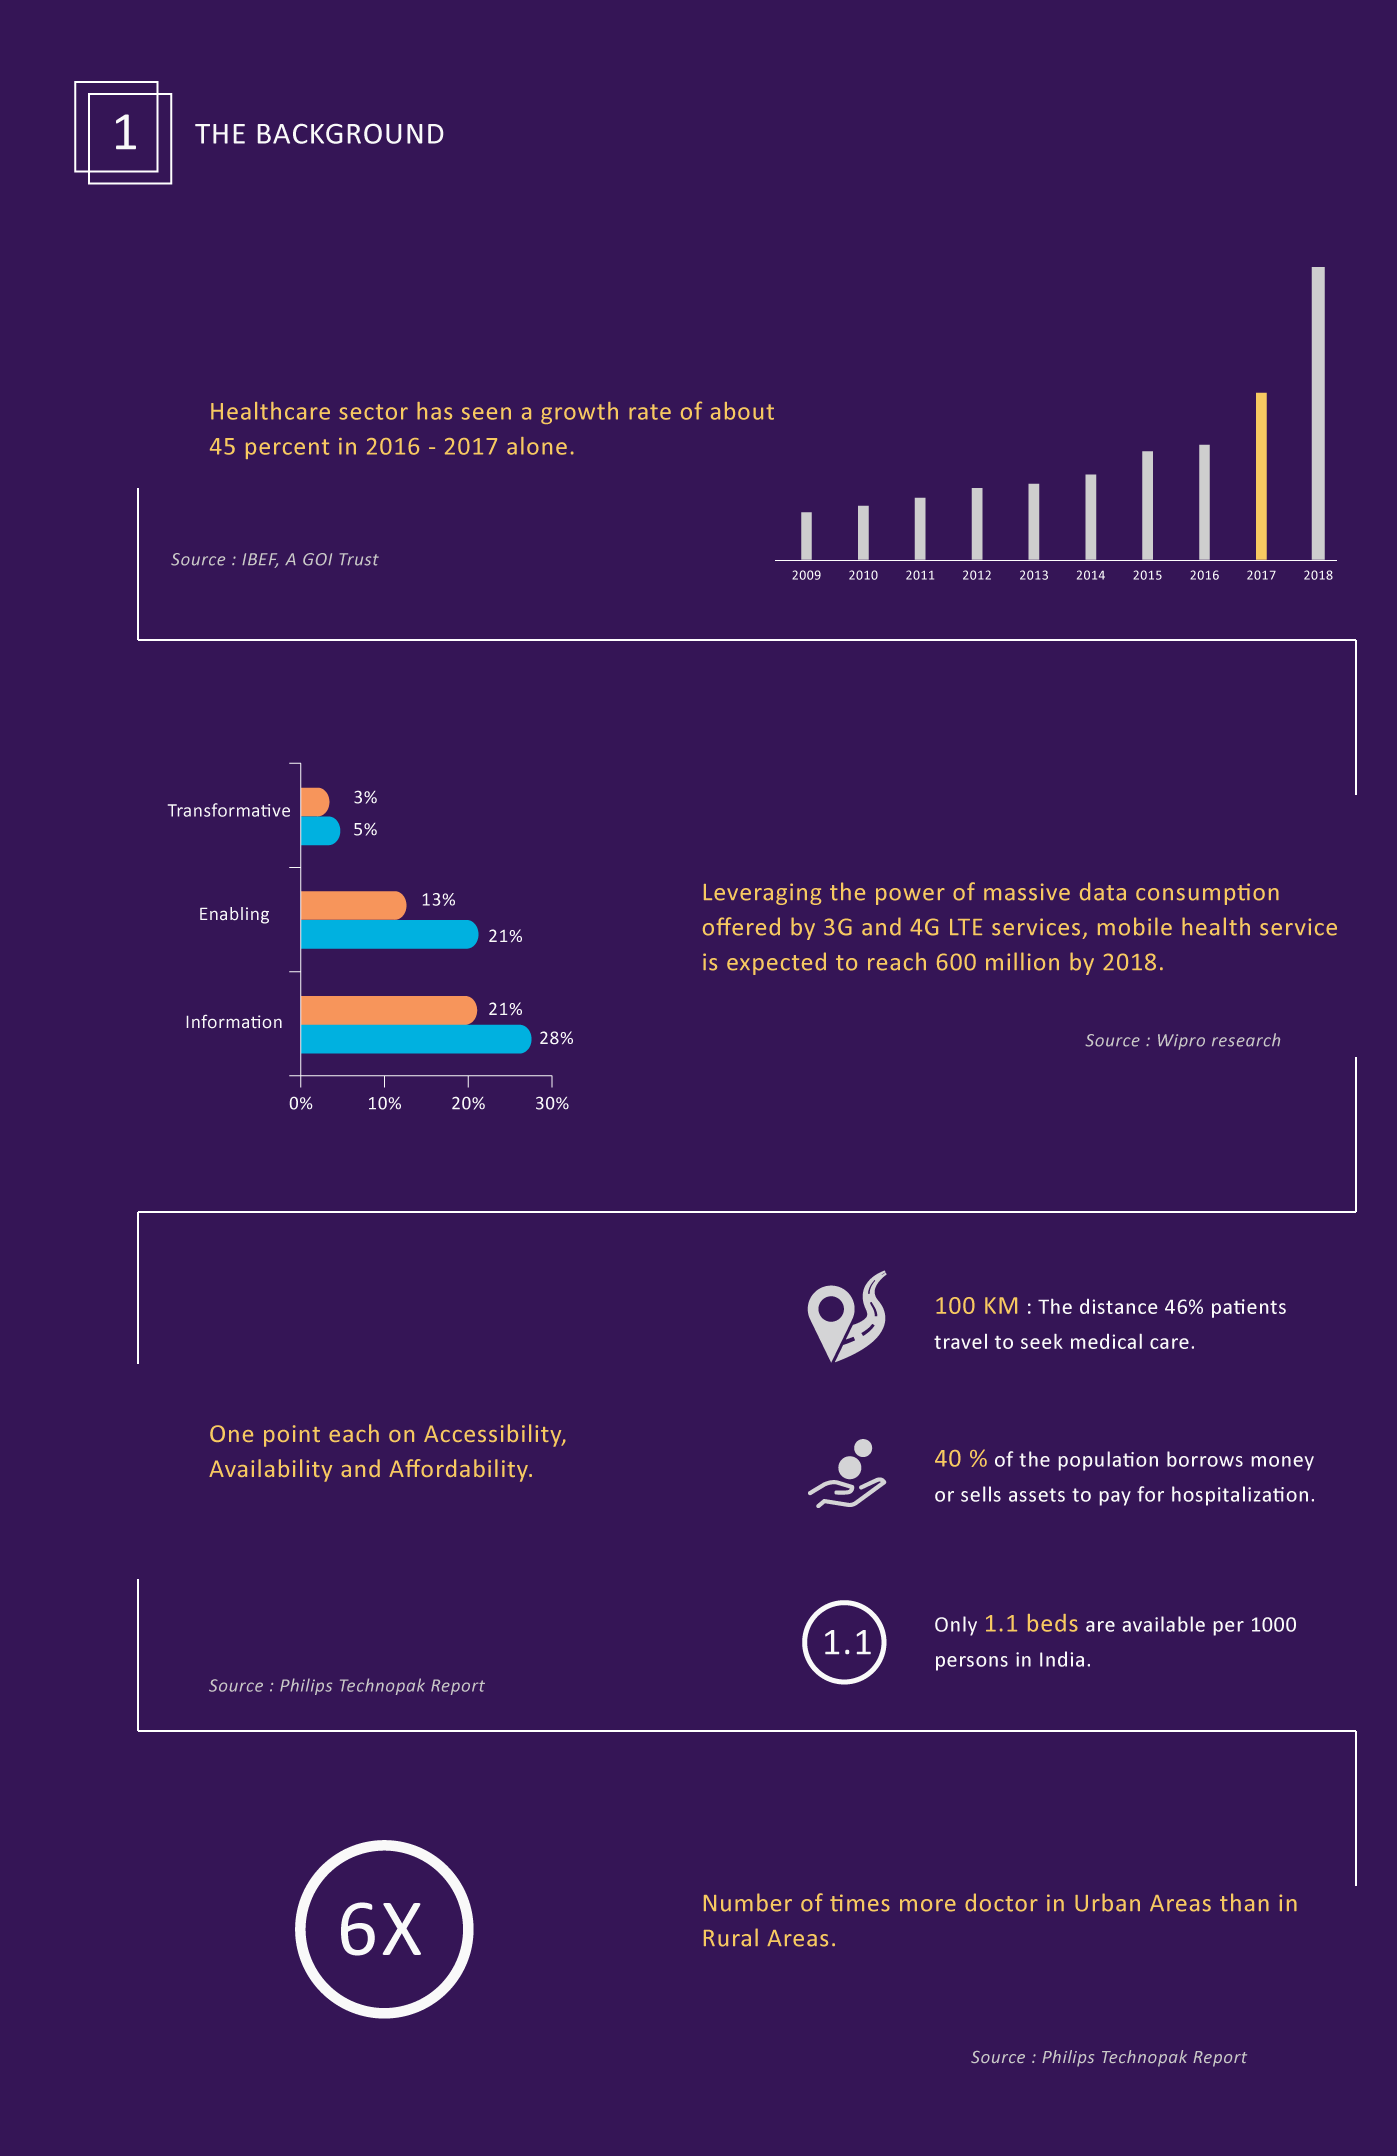 1
THE BACKGROUND
Healthcare sector has seen a growth rate of about
45 percent in 2016 - 2017 alone.
Source : IBEF, A GOI Trust
2009 2010 2011 2012 2013 2014 2015 2016 2017 2018
Transformative
3%
5%
Enabling
13%
21%
Information
21%
28%
0% 10% 20% 30%
Leveraging the power of massive data consumption
offered by 3G and 4G LTE services, mobile health service
is expected to reach 600 million by 2018.
Source : Wipro research
One point each on Accessibility,
Availability and Affordability.
Source : Philips Technopak Report
100 KM : The distance 46% patients
travel to seek medical care.
40 % of the population borrows money
or sells assets to pay for hospitalization.
1.1
Only 1.1 beds are available per 1000
persons in India.
6X
Number of times more doctor in Urban Areas than in
Rural Areas.
Source : Philips Technopak Report